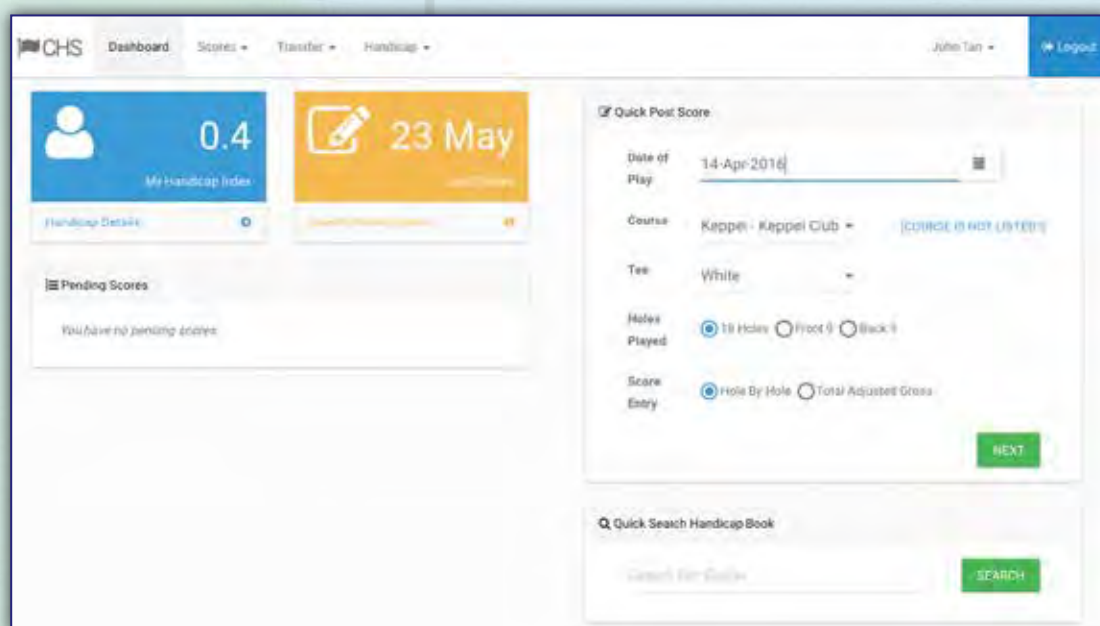 CHS Dashboard Scores Transfer Handicap John Tan Logout
0.4
My Handicap Index
Handicap Details
23 May
Pending Scores
You have no pending scores
Quick Post Score
Date of Play
14-Apr-2016
Course
Keppel - Keppel Club
[COURSE IS NOT LISTED?]
Tee
White
Holes Played
18 Holes Front 9 Back 9
Score Entry
Hole By Hole Total Adjusted Gross
NEXT
Quick Search Handicap Book
Search For Golfer
SEARCH